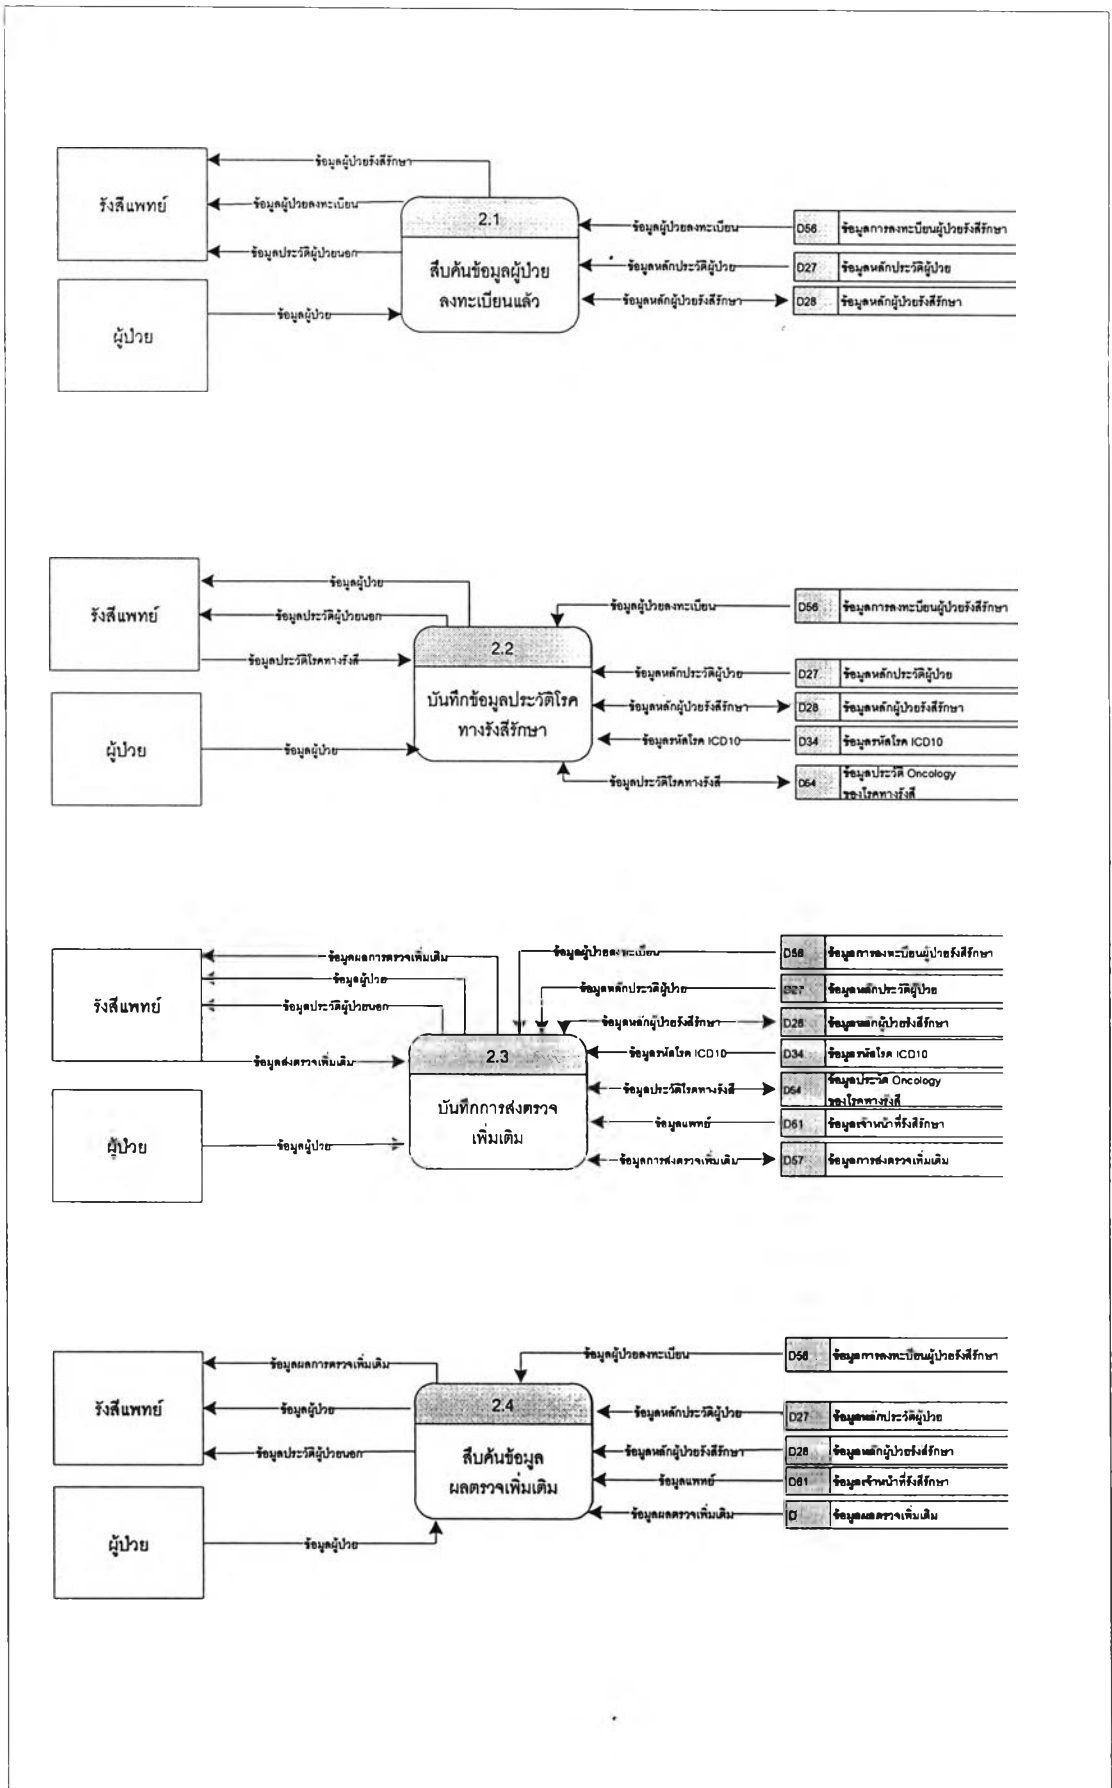 ข้อมูลผู้ป่วยรังสีรักษา
รังสีแพทย์
ข้อมูลผู้ป่วยลงทะเบียน
ข้อมูลประวัติผู้ป่วยนอก
2.1
สืบค้นข้อมูลผู้ป่วย
ลงทะเบียนแล้ว
ข้อมูลผู้ป่วยลงทะเบียน
D56 ข้อมูลการลงทะเบียนผู้ป่วยรังสีรักษา
ข้อมูลหลักประวัติผู้ป่วย
D27 ข้อมูลหลักประวัติผู้ป่วย
ข้อมูลหลักผู้ป่วยรังสีรักษา
D28 ข้อมูลหลักผู้ป่วยรังสีรักษา
ผู้ป่วย
ข้อมูลผู้ป่วย
ข้อมูลผู้ป่วย
รังสีแพทย์
ข้อมูลประวัติผู้ป่วยนอก
ข้อมูลประวัติโรคทางรังสี
2.2
บันทึกข้อมูลประวัติโรค
ทางรังสีรักษา
ข้อมูลผู้ป่วยลงทะเบียน
D56 ข้อมูลการลงทะเบียนผู้ป่วยรังสีรักษา
ข้อมูลหลักประวัติผู้ป่วย
D27 ข้อมูลหลักประวัติผู้ป่วย
ข้อมูลหลักผู้ป่วยรังสีรักษา
D28 ข้อมูลหลักผู้ป่วยรังสีรักษา
ข้อมูลรหัสโรค ICD10
D34 ข้อมูลรหัสโรค ICD10
ข้อมูลประวัติโรคทางรังสี
D54 ข้อมูลประวัติ Oncology
ของโรคทางรังสี
ผู้ป่วย
ข้อมูลผู้ป่วย
ข้อมูลผลการตรวจเพิ่มเติม
ข้อมูลผู้ป่วย
รังสีแพทย์
ข้อมูลประวัติผู้ป่วยนอก
ข้อมูลส่งตรวจเพิ่มเติม
2.3
บันทึกการส่งตรวจ
เพิ่มเติม
ข้อมูลผู้ป่วยลงทะเบียน
D56 ข้อมูลการลงทะเบียนผู้ป่วยรังสีรักษา
ข้อมูลหลักประวัติผู้ป่วย
D27 ข้อมูลหลักประวัติผู้ป่วย
ข้อมูลหลักผู้ป่วยรังสีรักษา
D28 ข้อมูลหลักผู้ป่วยรังสีรักษา
ข้อมูลรหัสโรค ICD10
D34 ข้อมูลรหัสโรค ICD10
ข้อมูลประวัติโรคทางรังสี
D54 ข้อมูลประวัติ Oncology
ของโรคทางรังสี
ข้อมูลแพทย์
D61 ข้อมูลเจ้าหน้าที่รังสีรักษา
ข้อมูลการส่งตรวจเพิ่มเติม
D57 ข้อมูลการส่งตรวจเพิ่มเติม
ผู้ป่วย
ข้อมูลผู้ป่วย
ข้อมูลผลการตรวจเพิ่มเติม
รังสีแพทย์
ข้อมูลผู้ป่วย
ข้อมูลประวัติผู้ป่วยนอก
2.4
สืบค้นข้อมูล
ผลตรวจเพิ่มเติม
ข้อมูลผู้ป่วยลงทะเบียน
D56 ข้อมูลการลงทะเบียนผู้ป่วยรังสีรักษา
ข้อมูลหลักประวัติผู้ป่วย
D27 ข้อมูลหลักประวัติผู้ป่วย
ข้อมูลหลักผู้ป่วยรังสีรักษา
D28 ข้อมูลหลักผู้ป่วยรังสีรักษา
ข้อมูลแพทย์
D61 ข้อมูลเจ้าหน้าที่รังสีรักษา
ข้อมูลผลตรวจเพิ่มเติม
D ข้อมูลผลตรวจเพิ่มเติม
ผู้ป่วย
ข้อมูลผู้ป่วย